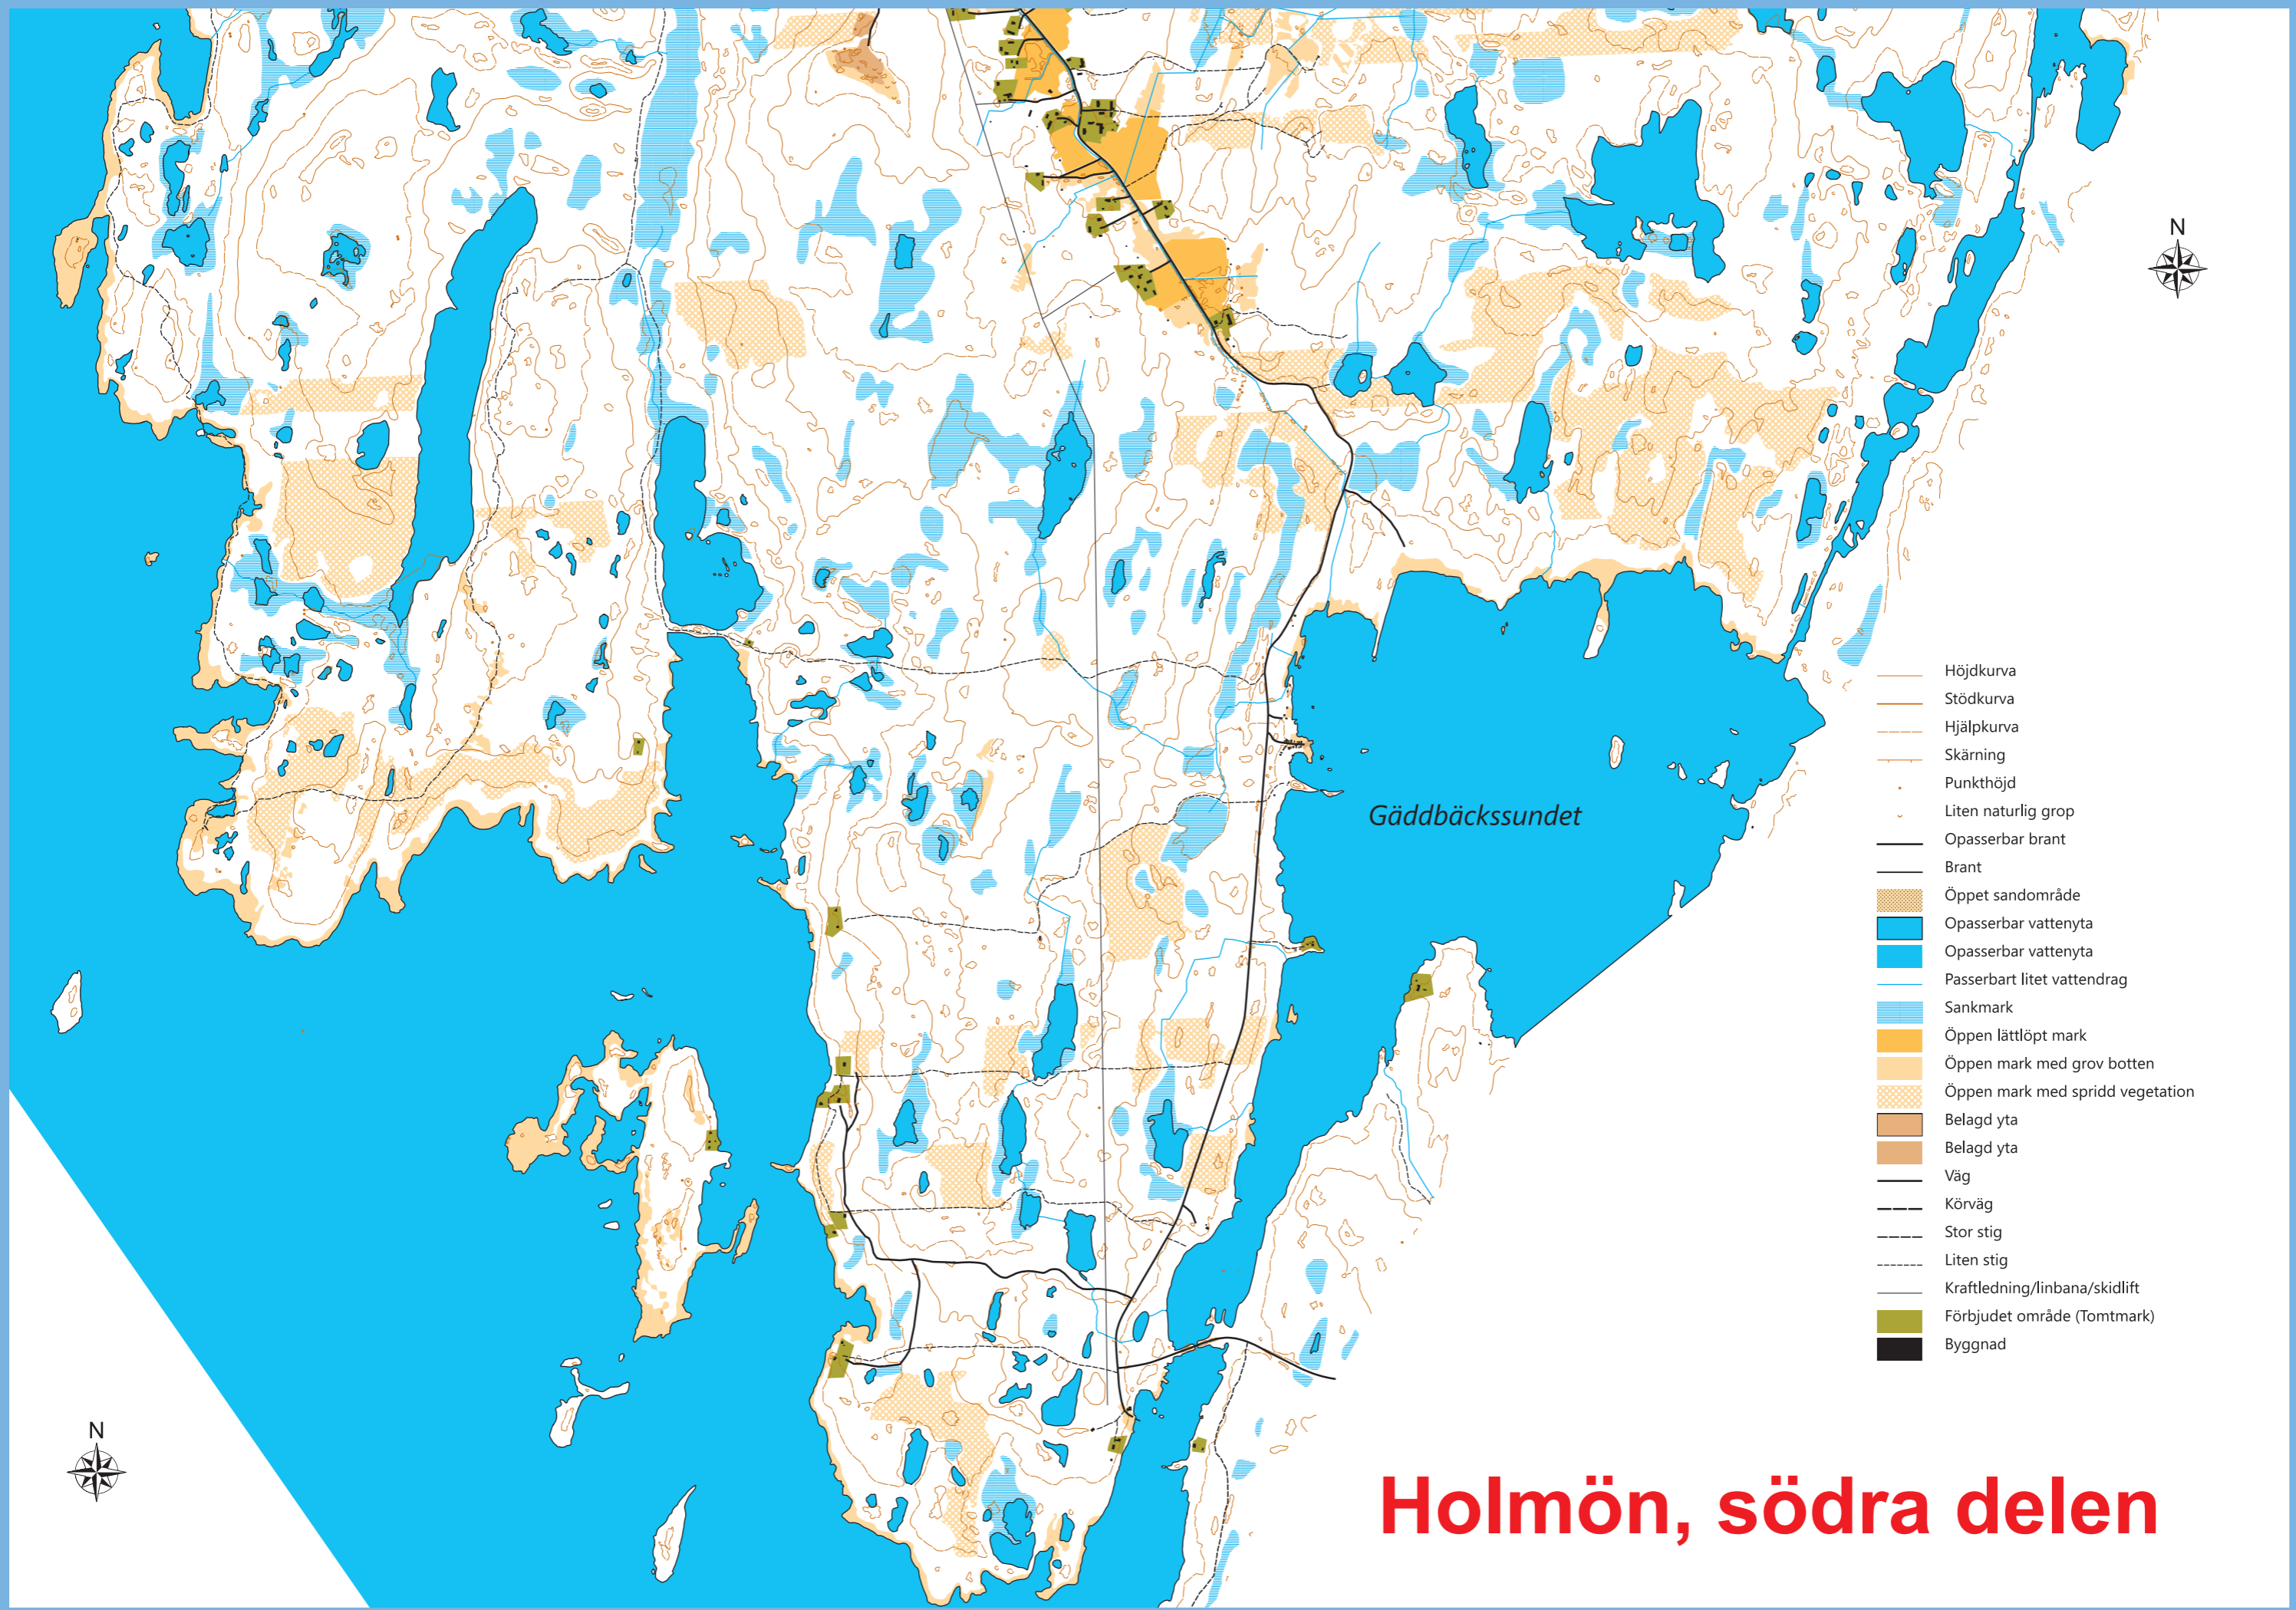 N
Gäddbäckssundet
Höjdkurva
Stödkurva
Hjälpkurva
Skärning
Punkthöjd
Liten naturlig grop
Opasserbar brant
Brant
Öppet sandområde
Opasserbar vattenyta
Opasserbar vattenyta
Passerbart litet vattendrag
Sankmark
Öppen lättlöpt mark
Öppen mark med grov botten
Öppen mark med spridd vegetation
Belagd yta
Belagd yta
Väg
Körväg
Stor stig
Liten stig
Kraftledning/linbana/skidlift
Förbjudet område (Tomtmark)
Byggnad
N
Holmön, södra delen